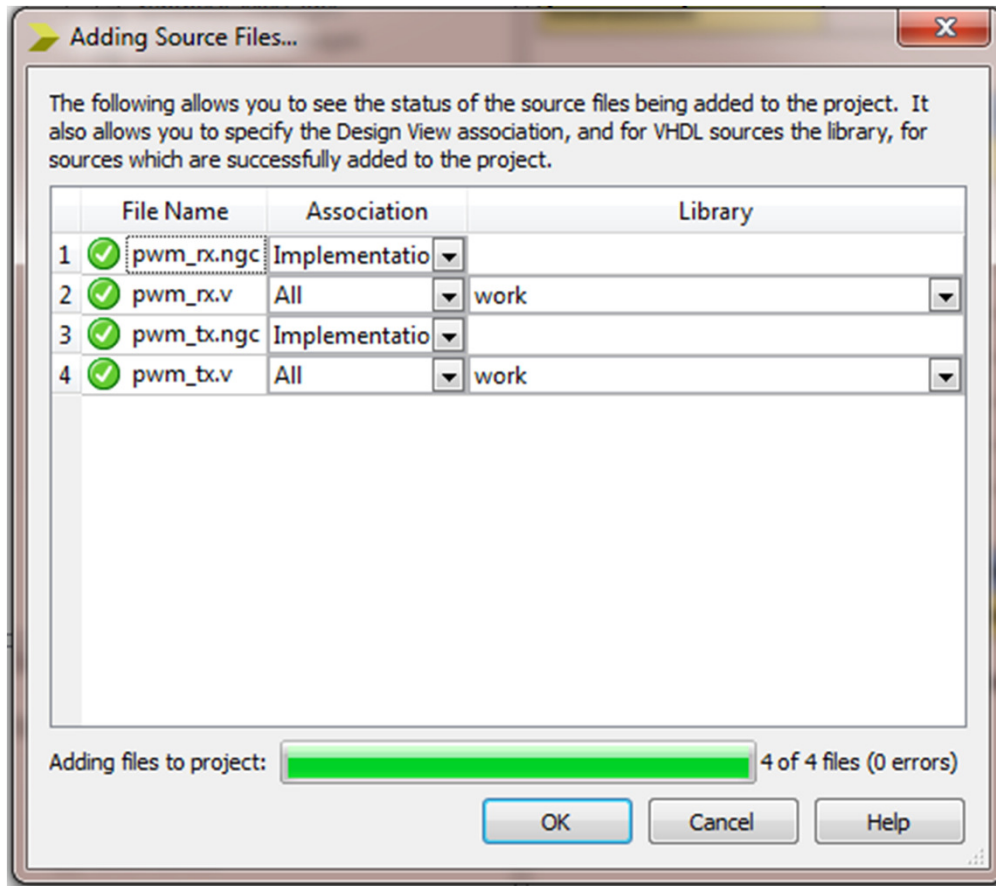 Adding Source Files...
The following allows you to see the status of the source files being added to the project. It
also allows you to specify the Design View association, and for VHDL sources the library, for
sources which are successfully added to the project.
File Name Association Library
1 pwm_rx.ngc Implementatio
2 pwm_rx.v All work
3 pwm_tx.ngc Implementatio
4 pwm_tx.v All work
Adding files to project: 4 of 4 files (0 errors)
OK Cancel Help